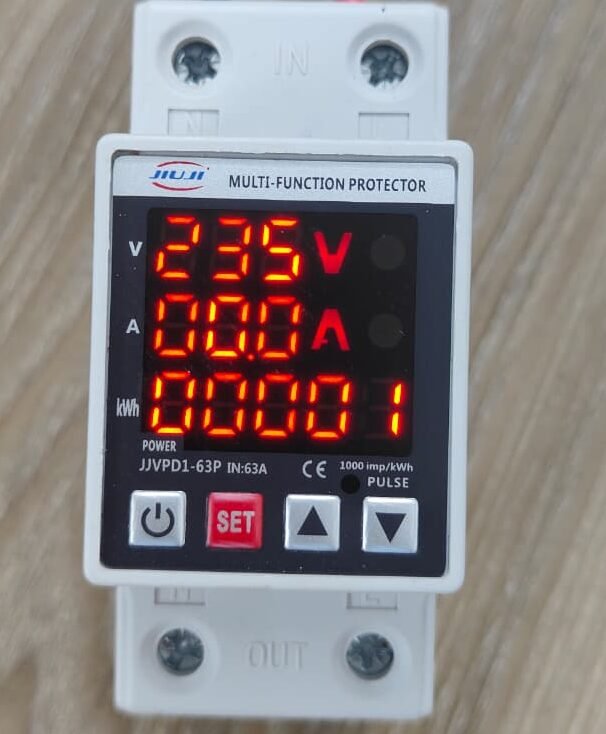 IN
N L
JIUJI MULTI-FUNCTION PROTECTOR
V 235 V
A 00.0 A
kWh 00001
POWER
JJVPD1-63P IN:63A CE 1000 imp/kWh
PULSE
SET
OUT